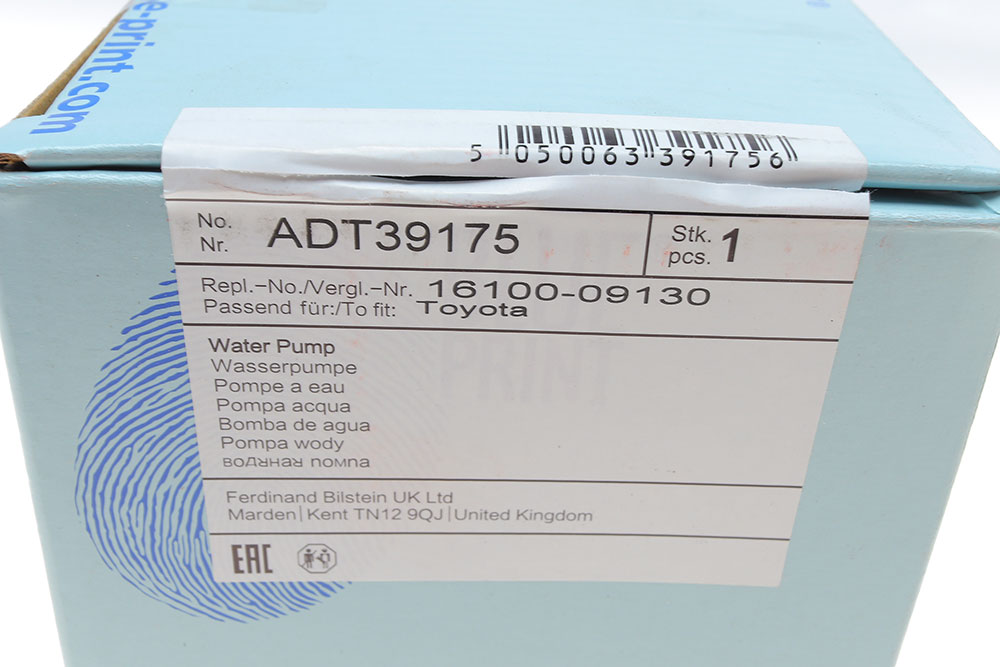 e-print.com
5 050063 391756
No.
Nr. ADT39175
Stk.
pcs. 1
Repl.-No./Vergl.-Nr. 16100-09130
Passend für:/To fit: Toyota
PRINT
Water Pump
Wasserpumpe
Pompe a eau
Pompa acqua
Bomba de agua
Pompa wody
водяная помпа
Ferdinand Bilstein UK Ltd
Marden|Kent TN12 9QJ|United Kingdom
EAC